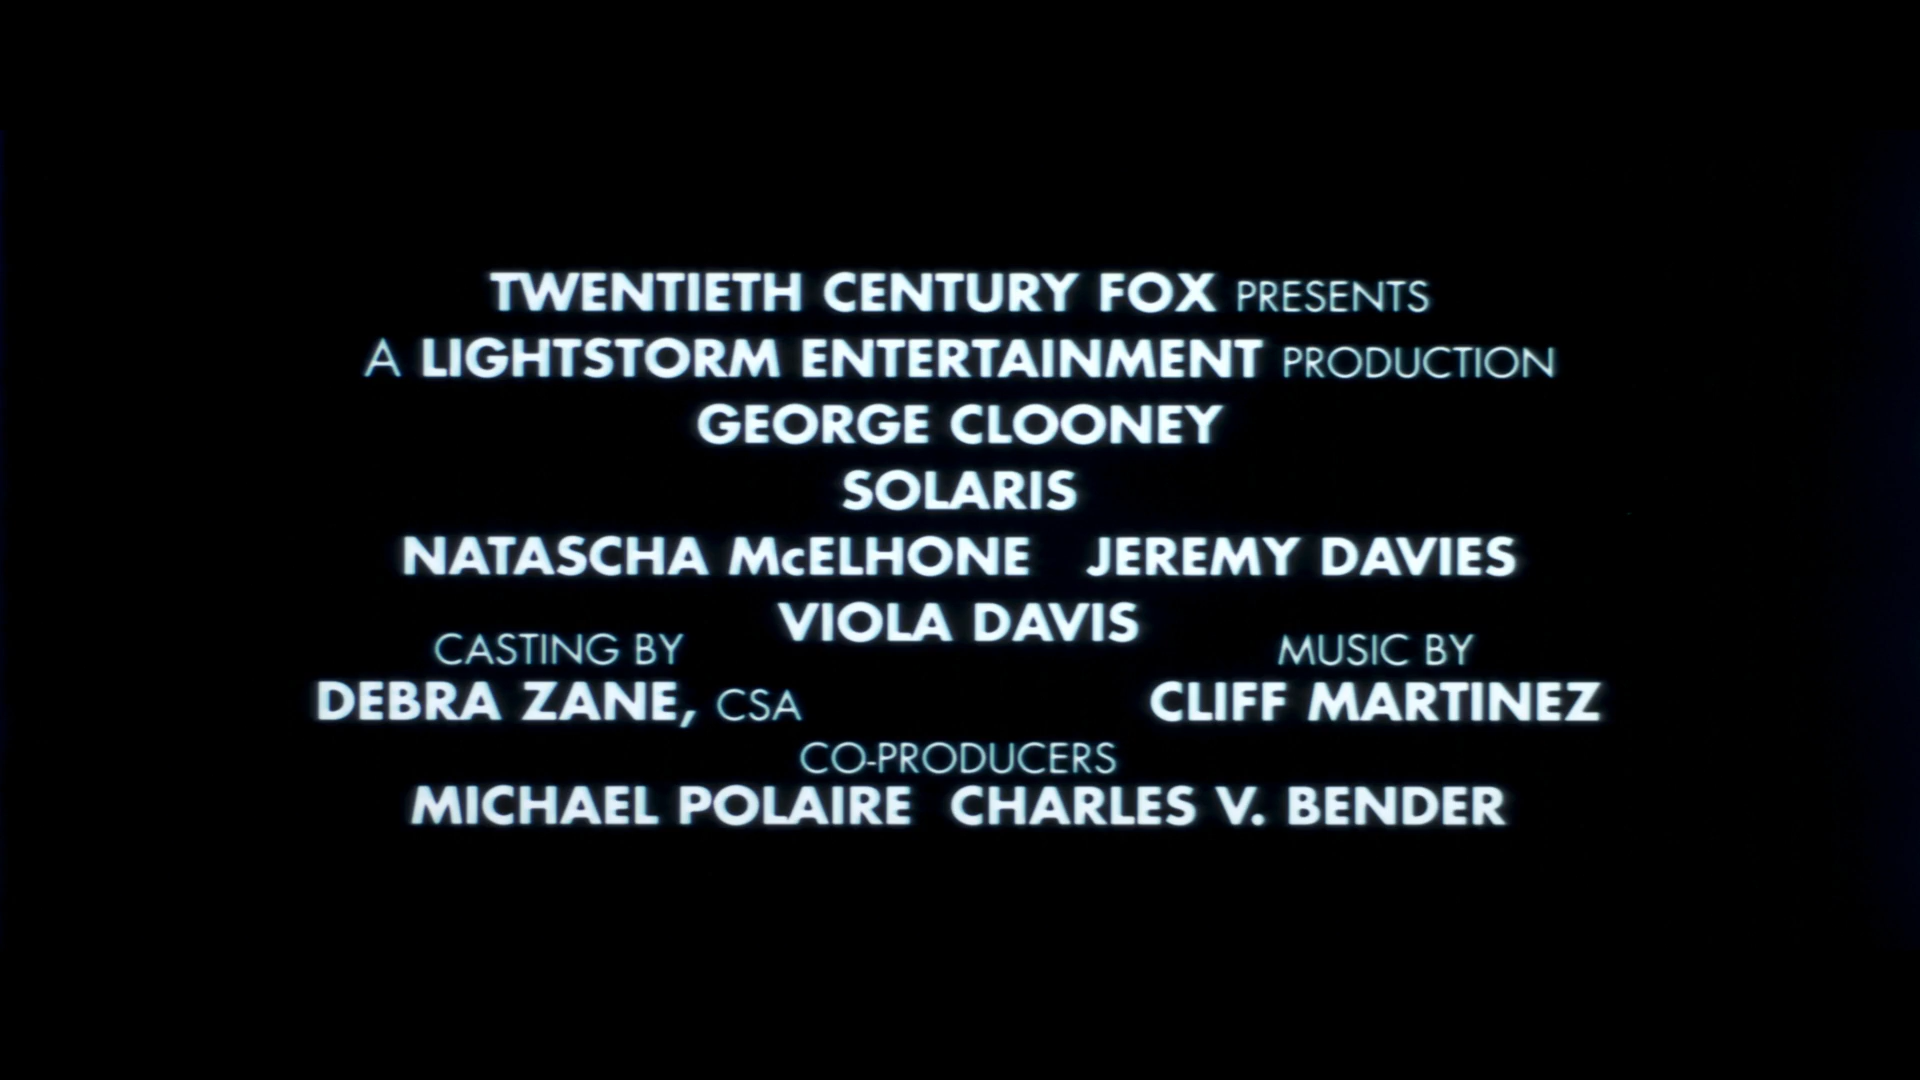 TWENTIETH CENTURY FOX PRESENTS
A LIGHTSTORM ENTERTAINMENT PRODUCTION
GEORGE CLOONEY
SOLARIS
NATASCHA McELHONE JEREMY DAVIES
VIOLA DAVIS
CASTING BY
DEBRA ZANE, CSA
MUSIC BY
CLIFF MARTINEZ
CO-PRODUCERS
MICHAEL POLAIRE CHARLES V. BENDER